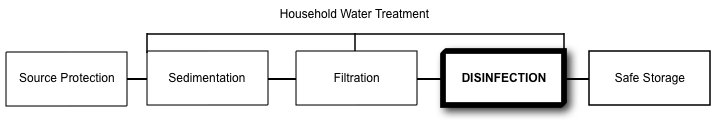 Household Water Treatment
Source Protection
Sedimentation
Filtration
DISINFECTION
Safe Storage